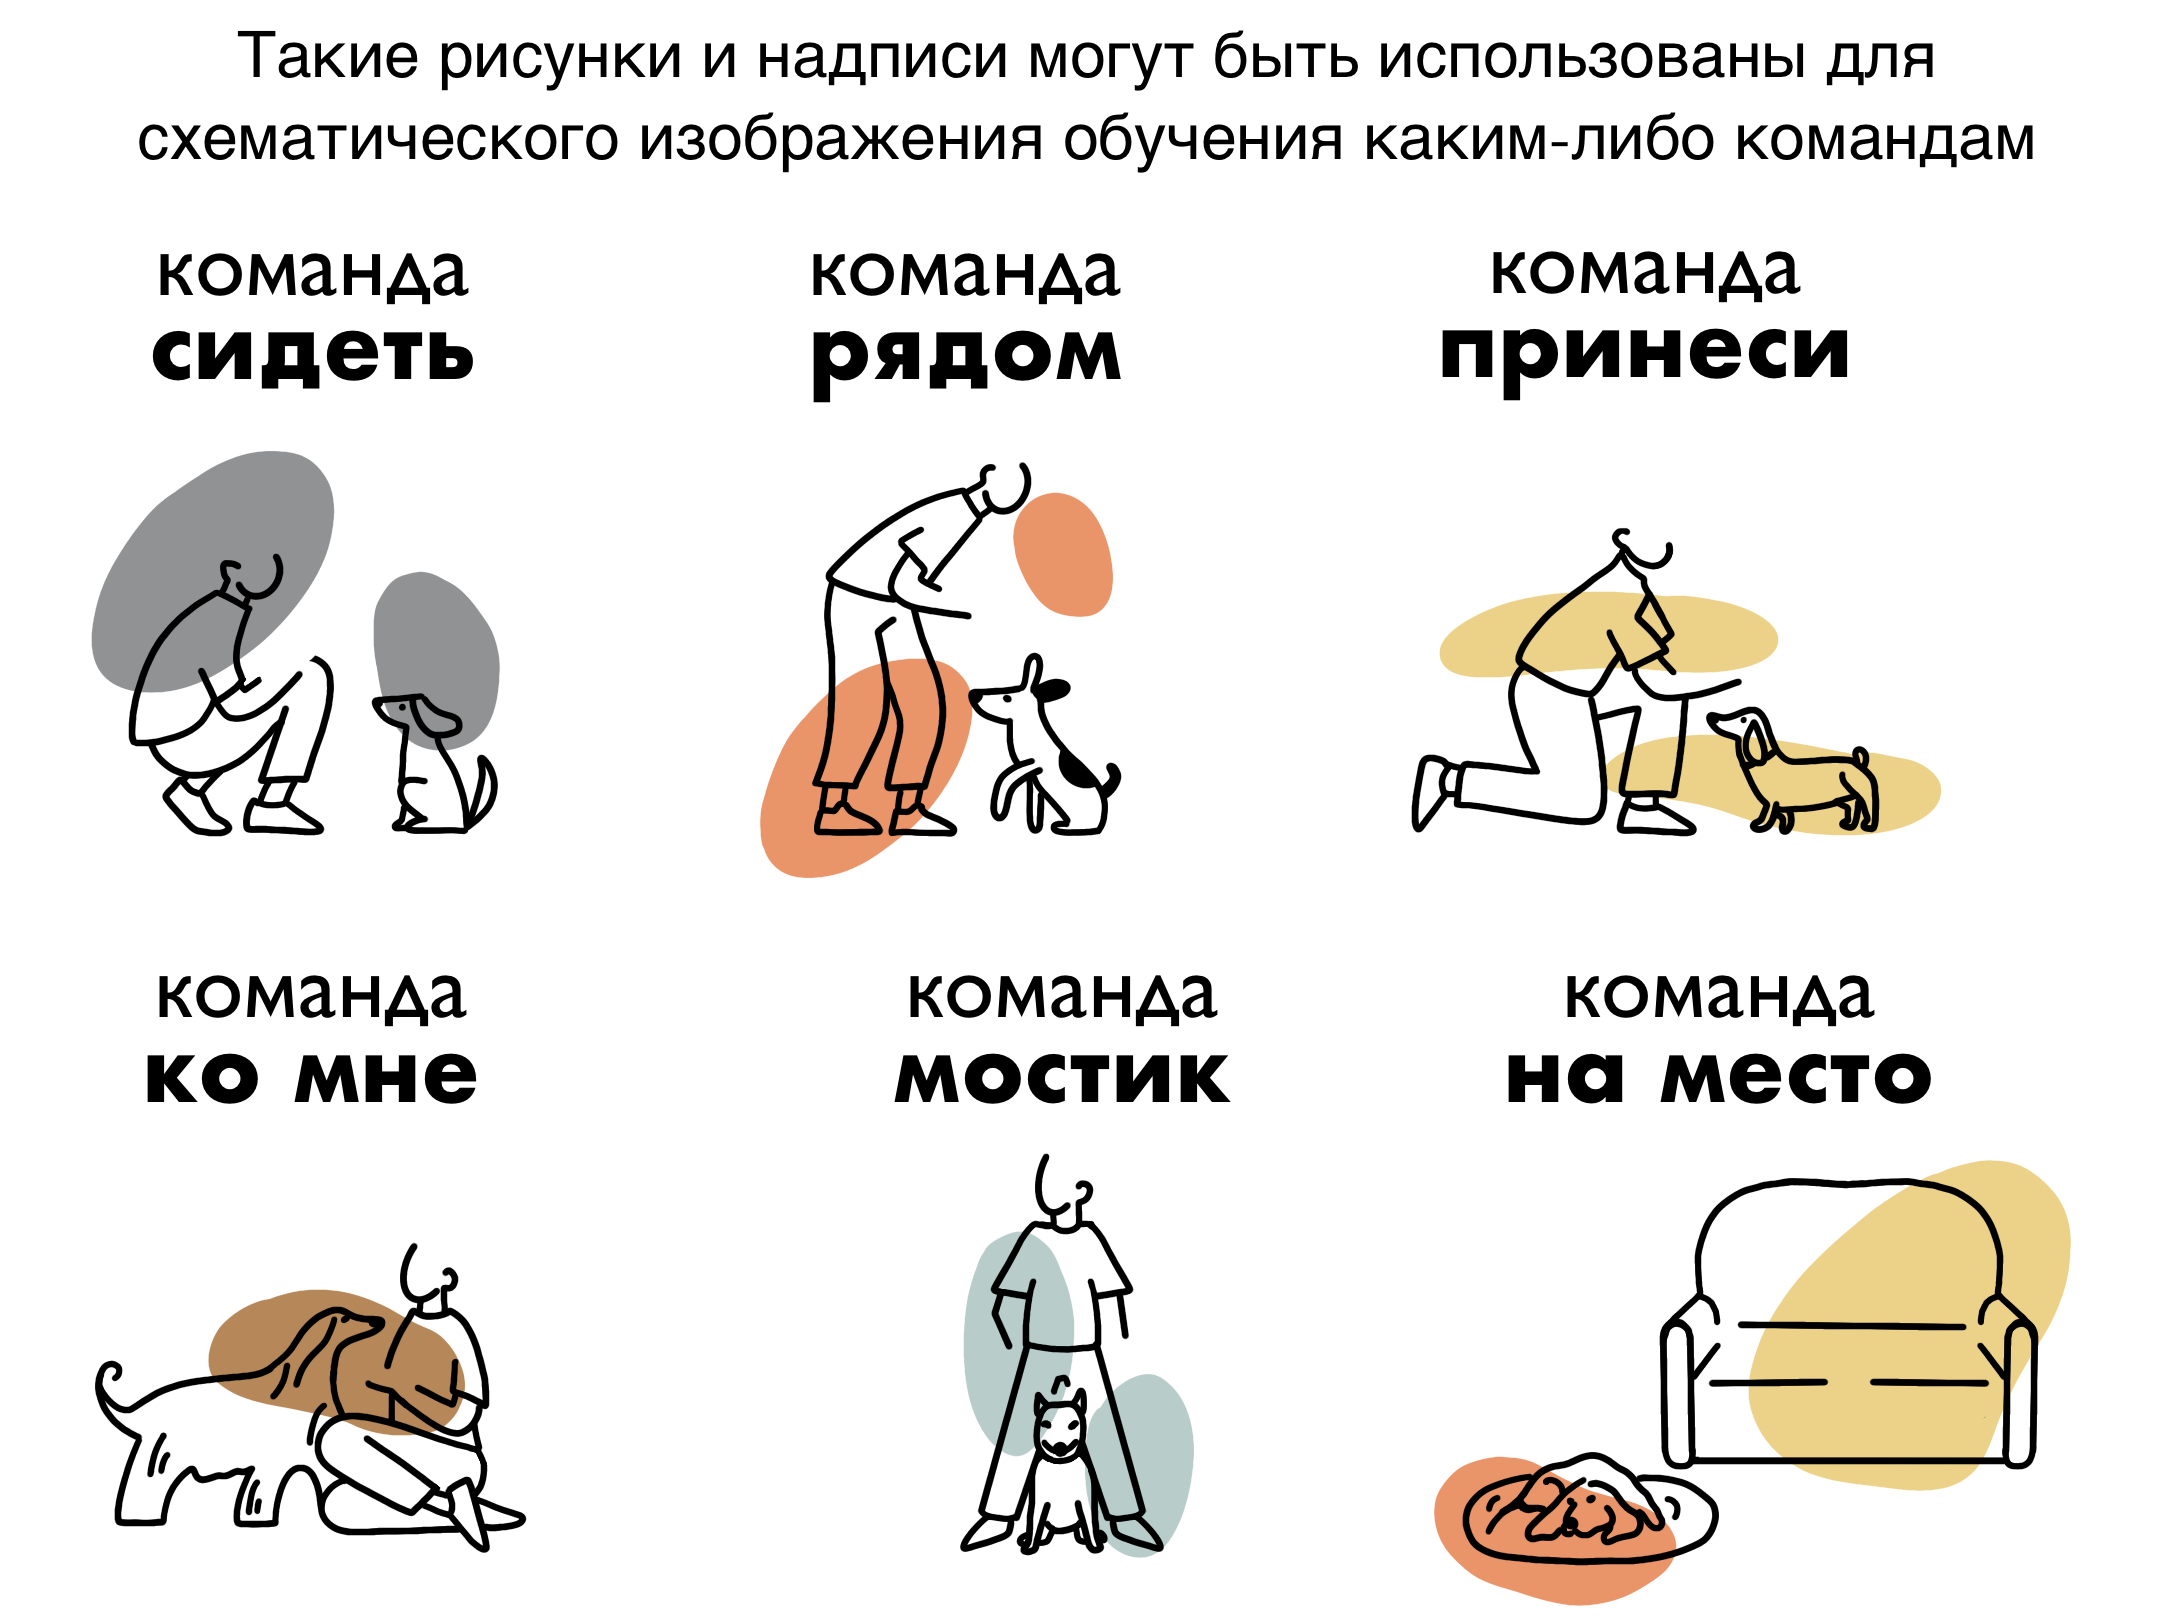 Такие рисунки и надписи могут быть использованы для
схематического изображения обучения каким-либо командам
команда
сидеть
команда
рядом
команда
принеси
команда
ко мне
команда
мостик
команда
на место